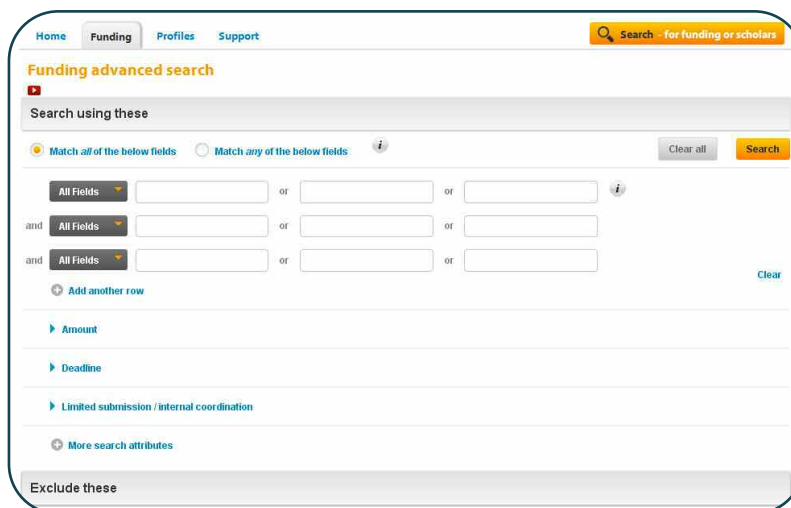 Home Funding Profiles Support Search - for funding or scholars
Funding advanced search
Search using these
Match all of the below fields Match any of the below fields i Clear all Search
All Fields or or i
and All Fields or or
and All Fields or or
Clear
Add another row
Amount
Deadline
Limited submission / internal coordination
More search attributes
Exclude these